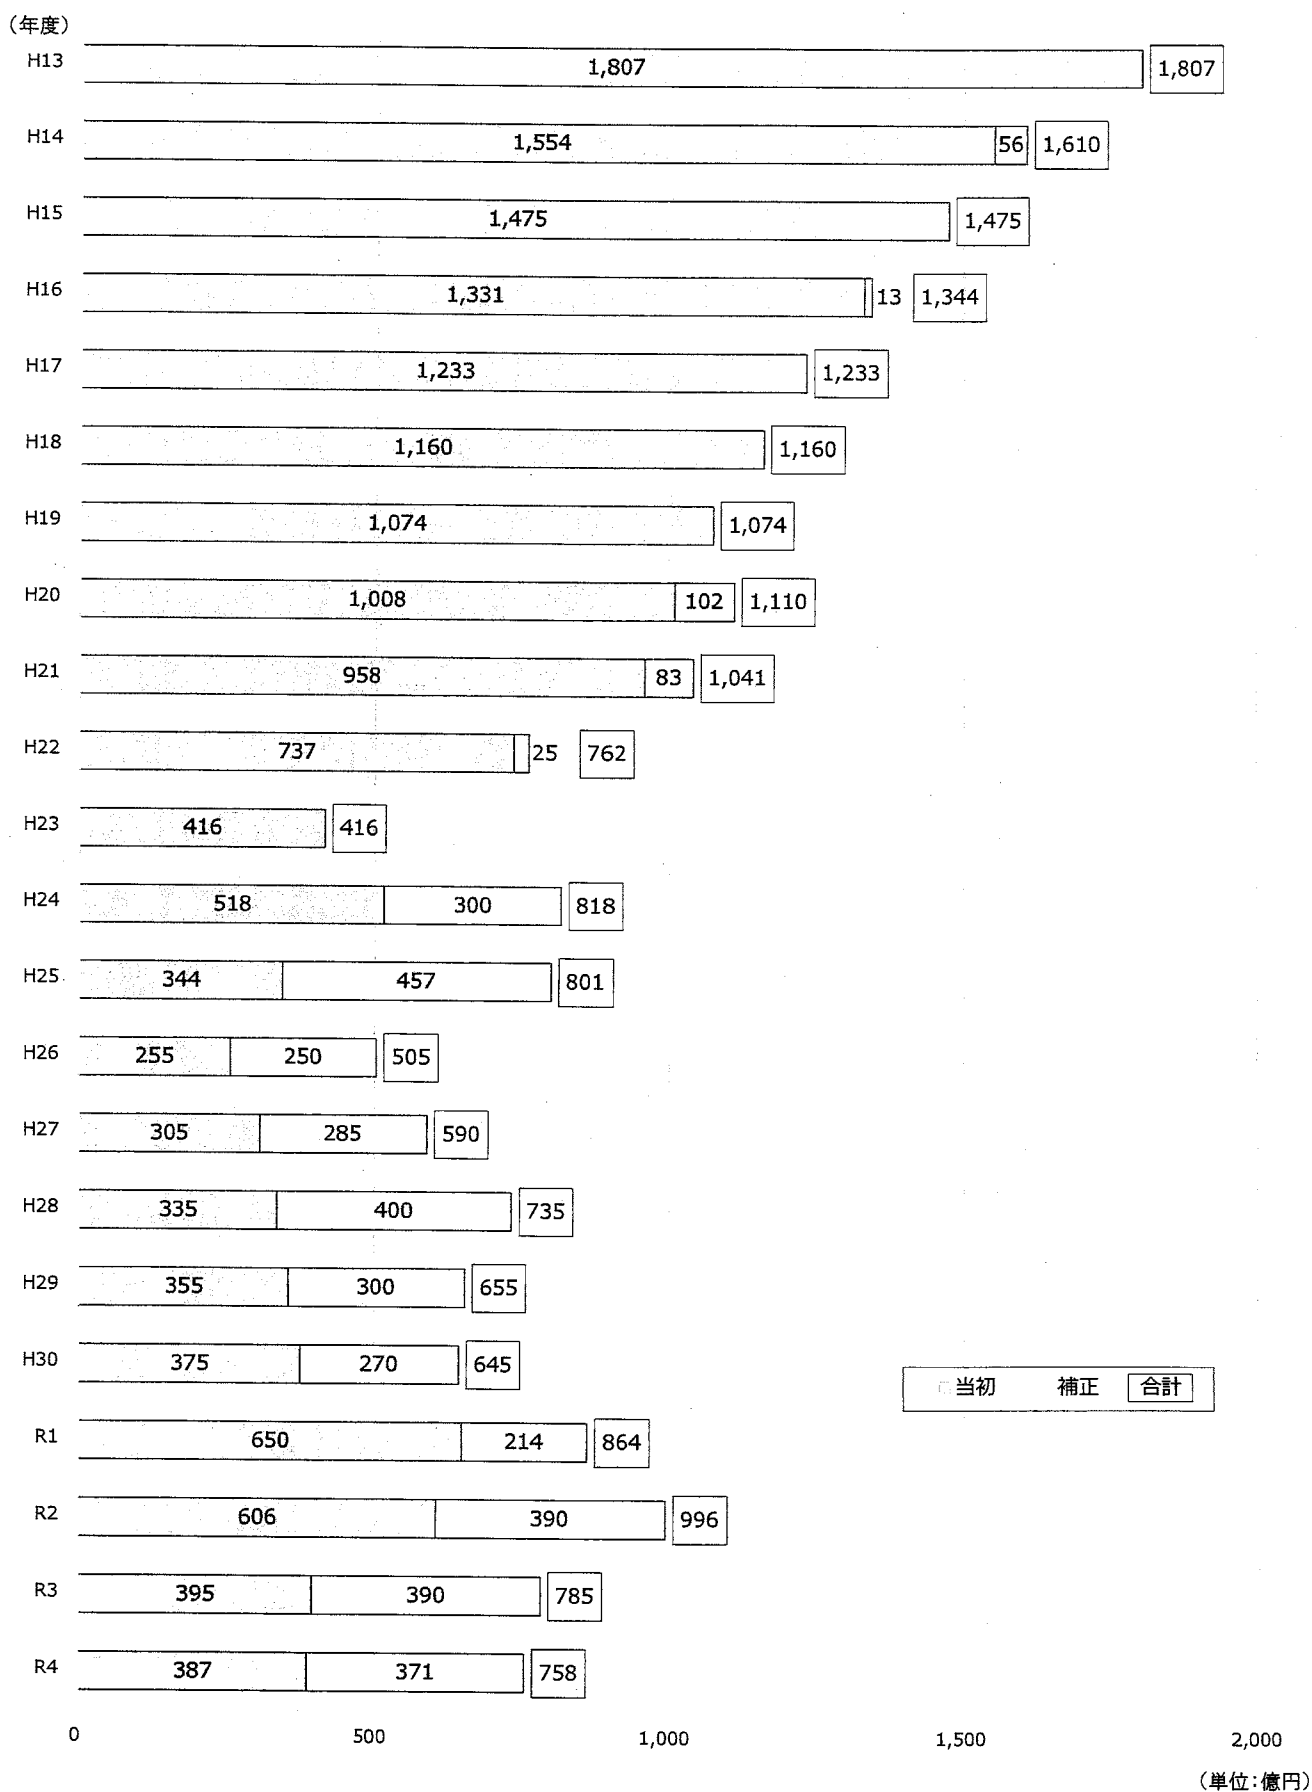 （年度）
H13 1,807 1,807
H14 1,554 56 1,610
H15 1,475 1,475
H16 1,331 13 1,344
H17 1,233 1,233
H18 1,160 1,160
H19 1,074 1,074
H20 1,008 102 1,110
H21 958 83 1,041
H22 737 25 762
H23 416 416
H24 518 300 818
H25 344 457 801
H26 255 250 505
H27 305 285 590
H28 335 400 735
H29 355 300 655
H30 375 270 645
当初 補正 合計
R1 650 214 864
R2 606 390 996
R3 395 390 785
R4 387 371 758
0 500 1,000 1,500 2,000
（単位：億円）